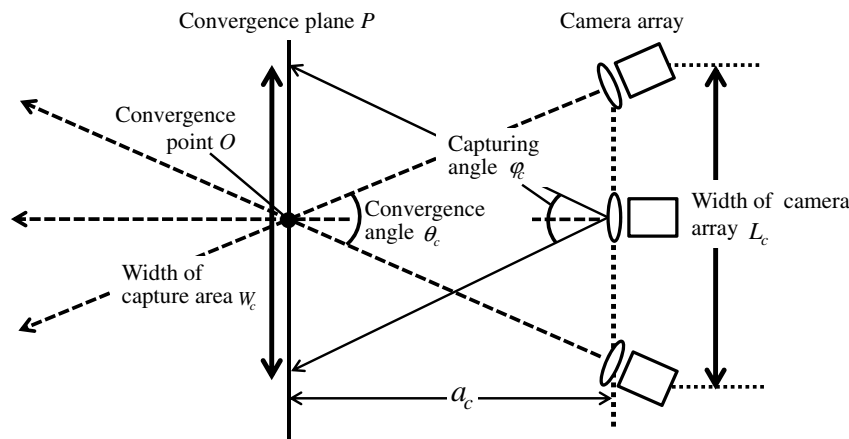 Convergence plane P
Camera array
Convergence
point O
Capturing
angle φc
Convergence
angle θc
Width of camera
array Lc
Width of
capture area Wc
ac